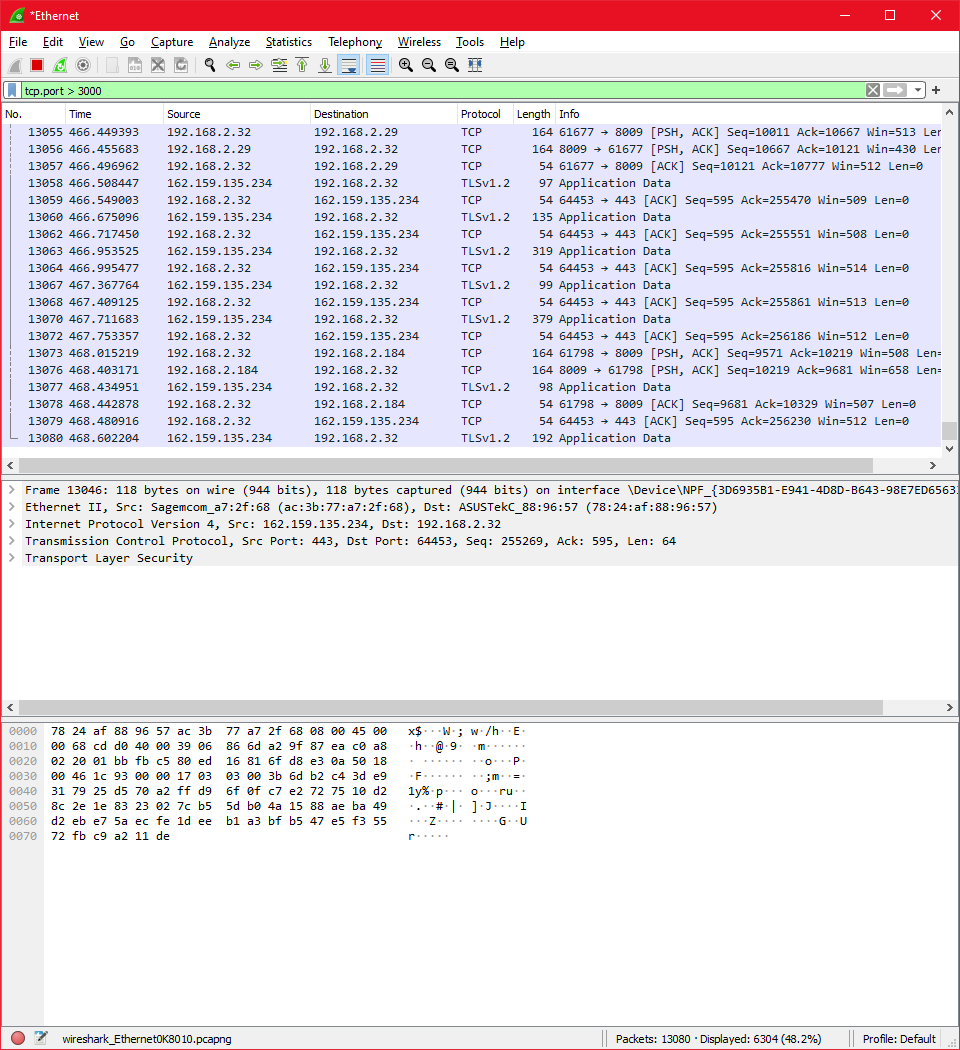 *Ethernet
File Edit View Go Capture Analyze Statistics Telephony Wireless Tools Help
tcp.port > 3000
No. Time Source Destination Protocol Length Info
13055 466.449393 192.168.2.32 192.168.2.29 TCP 164 61677 → 8009 [PSH, ACK] Seq=10011 Ack=10667 Win=513 Len
13056 466.455683 192.168.2.29 192.168.2.32 TCP 164 8009 → 61677 [PSH, ACK] Seq=10667 Ack=10121 Win=430 Len
13057 466.496962 192.168.2.32 192.168.2.29 TCP 54 61677 → 8009 [ACK] Seq=10121 Ack=10777 Win=512 Len=0
13058 466.508447 162.159.135.234 192.168.2.32 TLSv1.2 97 Application Data
13059 466.549003 192.168.2.32 162.159.135.234 TCP 54 64453 → 443 [ACK] Seq=595 Ack=255470 Win=509 Len=0
13060 466.675096 162.159.135.234 192.168.2.32 TLSv1.2 135 Application Data
13062 466.717450 192.168.2.32 162.159.135.234 TCP 54 64453 → 443 [ACK] Seq=595 Ack=255551 Win=508 Len=0
13063 466.953525 162.159.135.234 192.168.2.32 TLSv1.2 319 Application Data
13064 466.995477 192.168.2.32 162.159.135.234 TCP 54 64453 → 443 [ACK] Seq=595 Ack=255816 Win=514 Len=0
13067 467.367764 162.159.135.234 192.168.2.32 TLSv1.2 99 Application Data
13068 467.409125 192.168.2.32 162.159.135.234 TCP 54 64453 → 443 [ACK] Seq=595 Ack=255861 Win=513 Len=0
13070 467.711683 162.159.135.234 192.168.2.32 TLSv1.2 379 Application Data
13072 467.753357 192.168.2.32 162.159.135.234 TCP 54 64453 → 443 [ACK] Seq=595 Ack=256186 Win=512 Len=0
13073 468.015219 192.168.2.32 192.168.2.184 TCP 164 61798 → 8009 [PSH, ACK] Seq=9571 Ack=10219 Win=508 Len=
13076 468.403171 192.168.2.184 192.168.2.32 TCP 164 8009 → 61798 [PSH, ACK] Seq=10219 Ack=9681 Win=658 Len=
13077 468.434951 162.159.135.234 192.168.2.32 TLSv1.2 98 Application Data
13078 468.442878 192.168.2.32 192.168.2.184 TCP 54 61798 → 8009 [ACK] Seq=9681 Ack=10329 Win=507 Len=0
13079 468.480916 192.168.2.32 162.159.135.234 TCP 54 64453 → 443 [ACK] Seq=595 Ack=256230 Win=512 Len=0
13080 468.602204 162.159.135.234 192.168.2.32 TLSv1.2 192 Application Data
Frame 13046: 118 bytes on wire (944 bits), 118 bytes captured (944 bits) on interface \Device\NPF_{3D6935B1-E941-4D8D-B643-98E7ED6563
Ethernet II, Src: Sagemcom_a7:2f:68 (ac:3b:77:a7:2f:68), Dst: ASUSTekC_88:96:57 (78:24:af:88:96:57)
Internet Protocol Version 4, Src: 162.159.135.234, Dst: 192.168.2.32
Transmission Control Protocol, Src Port: 443, Dst Port: 64453, Seq: 255269, Ack: 595, Len: 64
Transport Layer Security
0000 78 24 af 88 96 57 ac 3b 77 a7 2f 68 08 00 45 00 x$···W·; w·/h··E·
0010 00 68 cd d0 40 00 39 06 86 6d a2 9f 87 ea c0 a8 ·h··@·9· ·m······
0020 02 20 01 bb fb c5 80 ed 16 81 6f d8 e3 0a 50 18 · ······ ··o···P·
0030 00 46 1c 93 00 00 17 03 03 00 3b 6d b2 c4 3d e9 ·F······ ··;m··=·
0040 31 79 25 d5 70 a2 ff d9 6f 0f c7 e2 72 75 10 d2 1y%·p··· o···ru··
0050 8c 2e 1e 83 23 02 7c b5 5d b0 4a 15 88 ae ba 49 ·.··#·|· ]·J····I
0060 d2 eb e7 5a ec fe 1d ee b1 a3 bf b5 47 e5 f3 55 ···Z···· ····G··U
0070 72 fb c9 a2 11 de r·····
wireshark_Ethernet0K8010.pcapng Packets: 13080 · Displayed: 6304 (48.2%) Profile: Default